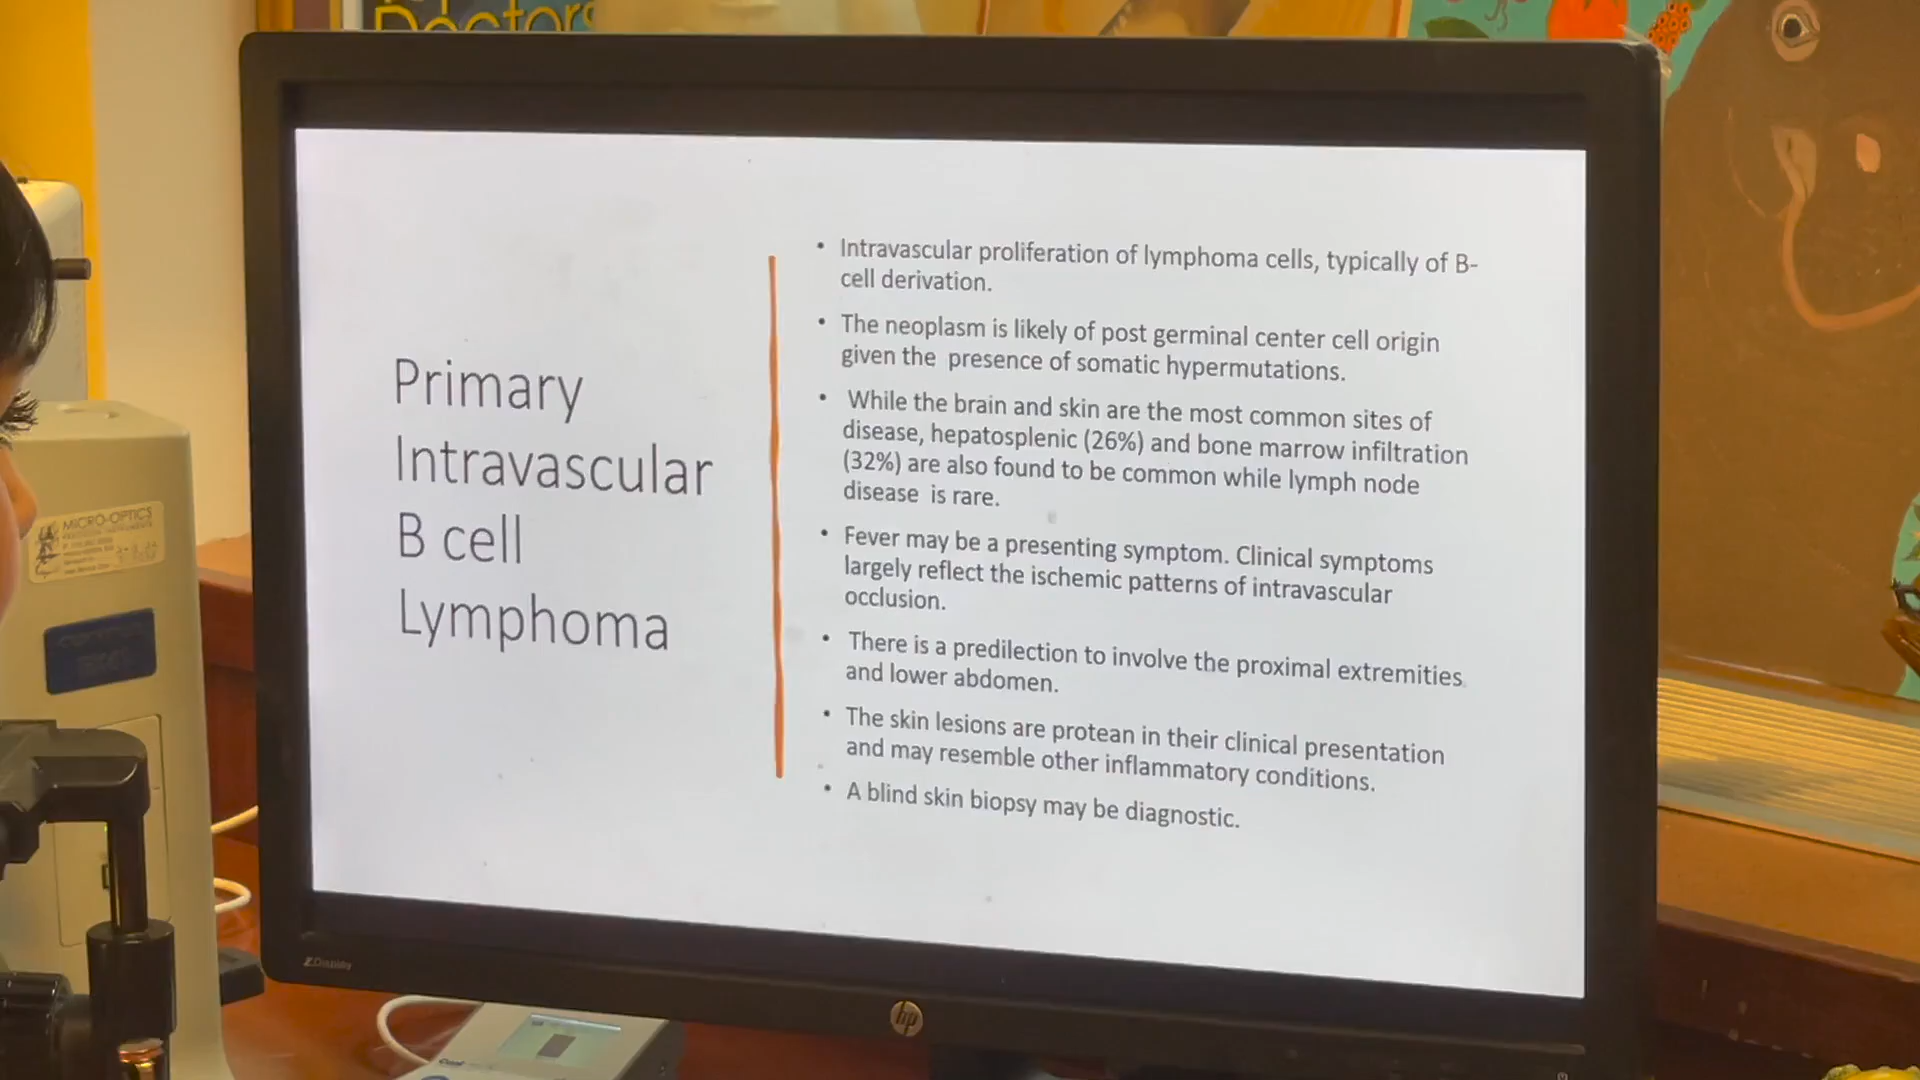 Doctors
Primary
Intravascular
B cell
Lymphoma
• Intravascular proliferation of lymphoma cells, typically of B-
cell derivation.
• The neoplasm is likely of post germinal center cell origin
given the presence of somatic hypermutations.
• While the brain and skin are the most common sites of
disease, hepatosplenic (26%) and bone marrow infiltration
(32%) are also found to be common while lymph node
disease is rare.
• Fever may be a presenting symptom. Clinical symptoms
largely reflect the ischemic patterns of intravascular
occlusion.
• There is a predilection to involve the proximal extremities
and lower abdomen.
• The skin lesions are protean in their clinical presentation
and may resemble other inflammatory conditions.
• A blind skin biopsy may be diagnostic.
MICRO-OPTICS
ZDisplay
hp